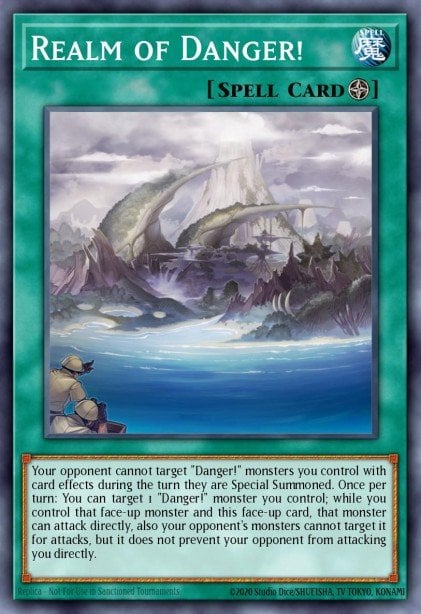 REALM OF DANGER!
SPELL
魔
[SPELL CARD]
Your opponent cannot target "Danger!" monsters you control with
card effects during the turn they are Special Summoned. Once per
turn: You can target 1 "Danger!" monster you control; while you
control that face-up monster and this face-up card, that monster
can attack directly, also your opponent's monsters cannot target it
for attacks, but it does not prevent your opponent from attacking
you directly.
Replica - Not For Use in Sanctioned Tournaments
©2020 Studio Dice/SHUEISHA, TV TOKYO, KONAMI